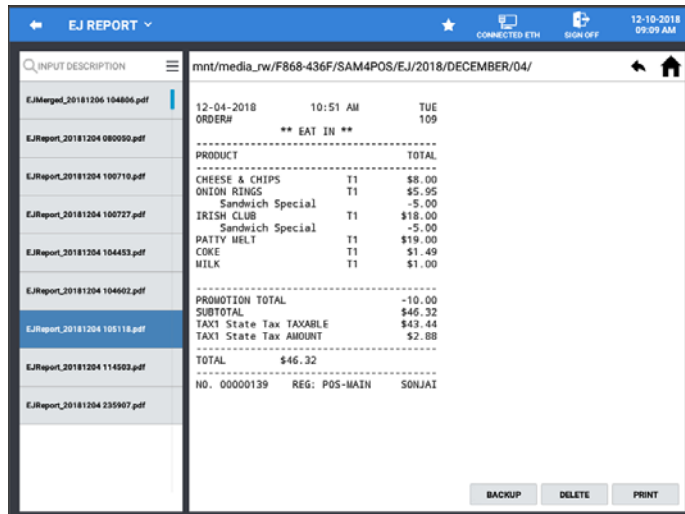 EJ REPORT
CONNECTED ETH
SIGN OFF
12-10-2018
09:09 AM
INPUT DESCRIPTION
mnt/media_rw/F868-436F/SAM4POS/EJ/2018/DECEMBER/04/
EJMerged_20181206 104806.pdf
EJReport_20181204 080050.pdf
EJReport_20181204 100710.pdf
EJReport_20181204 100727.pdf
EJReport_20181204 104453.pdf
EJReport_20181204 104602.pdf
EJReport_20181204 105118.pdf
EJReport_20181204 114503.pdf
EJReport_20181204 235907.pdf
12-04-2018 10:51 AM TUE
ORDER# 109
** EAT IN **
PRODUCT TOTAL
CHEESE & CHIPS T1 $8.00
ONION RINGS T1 $5.95
Sandwich Special -5.00
IRISH CLUB T1 $18.00
Sandwich Special -5.00
PATTY MELT T1 $19.00
COKE T1 $1.49
MILK T1 $1.00
PROMOTION TOTAL -10.00
SUBTOTAL $46.32
TAX1 State Tax TAXABLE $43.44
TAX1 State Tax AMOUNT $2.88
TOTAL $46.32
NO. 00000139 REG: POS-MAIN SONJAI
BACKUP
DELETE
PRINT